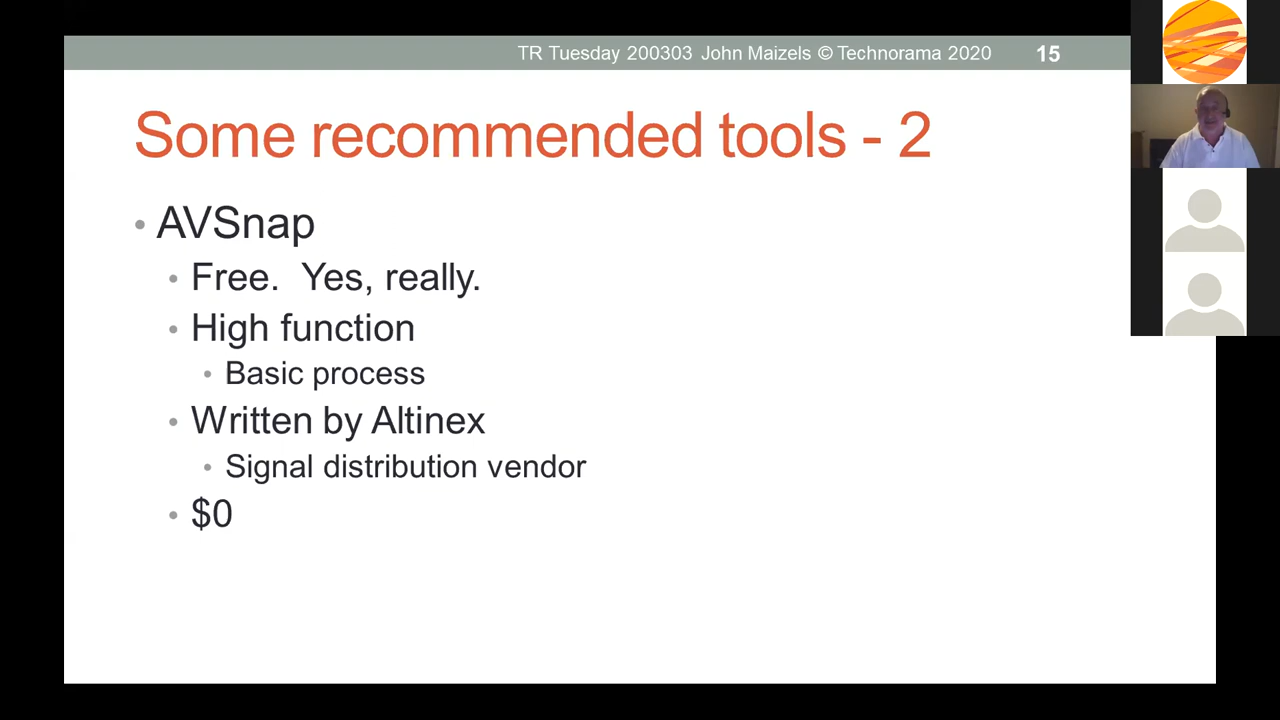 TR Tuesday 200303 John Maizels © Technorama 2020 15
Some recommended tools - 2
• AVSnap
• Free. Yes, really.
• High function
• Basic process
• Written by Altinex
• Signal distribution vendor
• $0